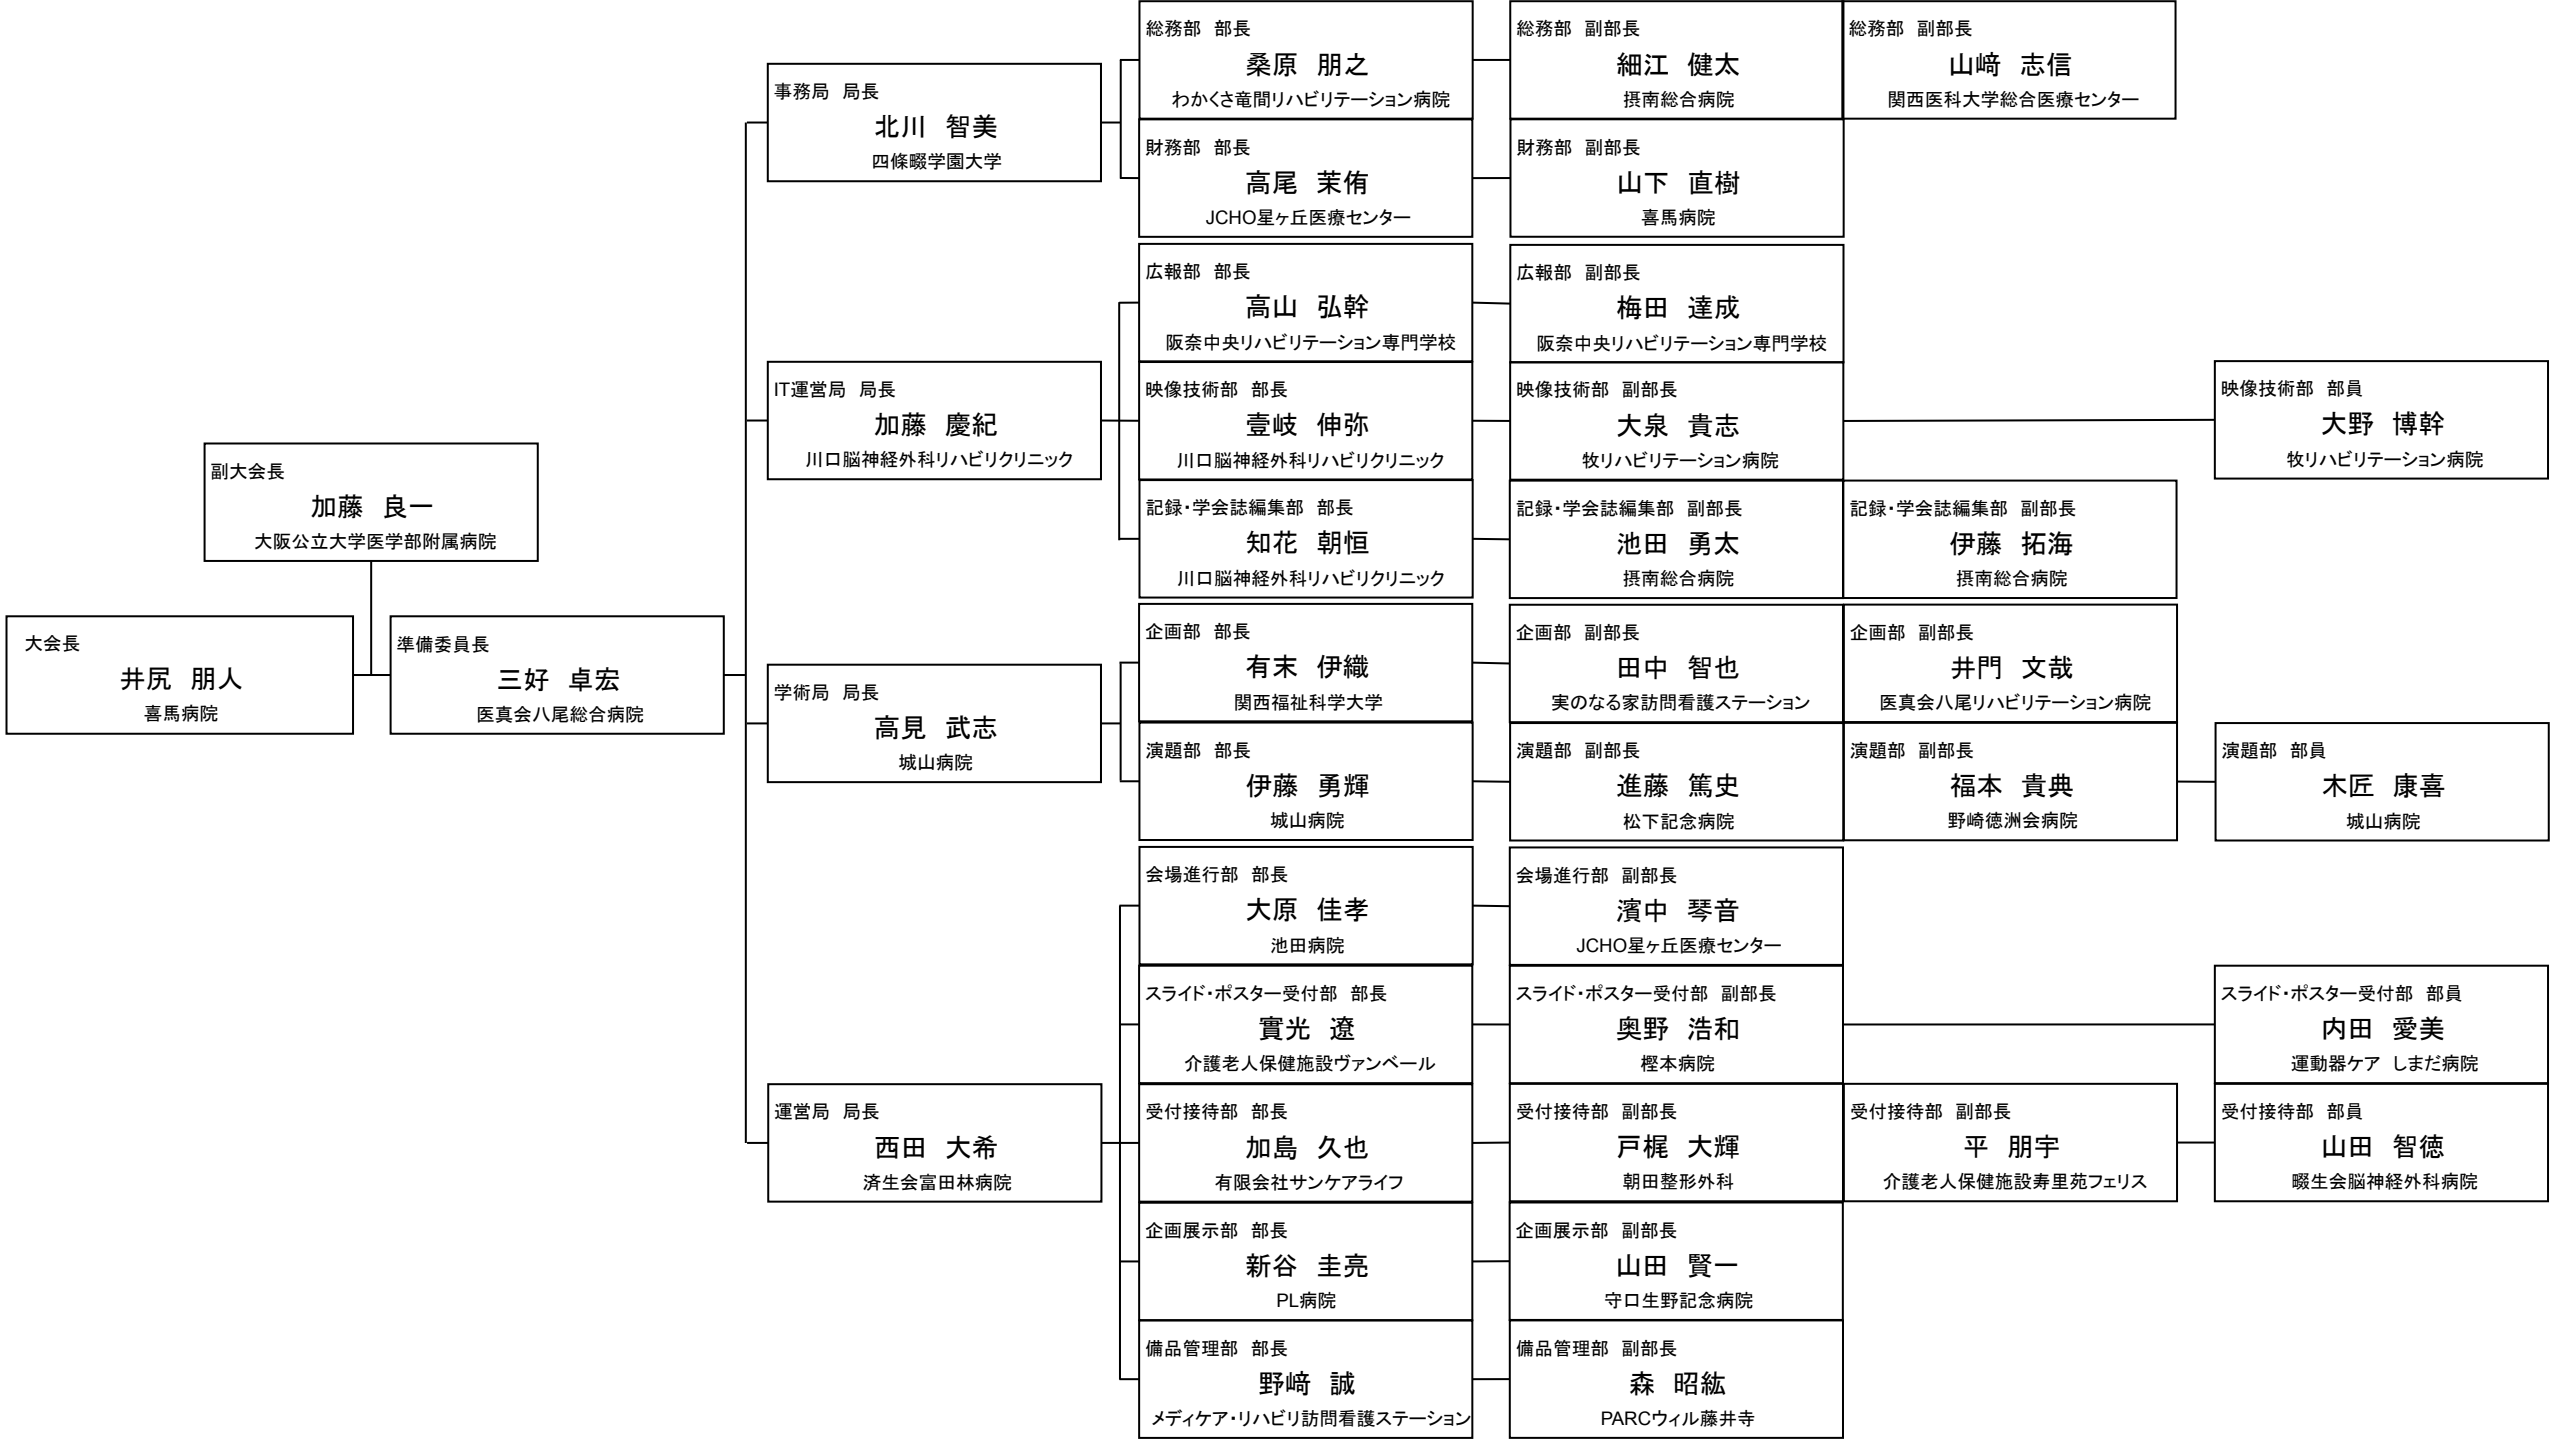 大会長
井尻　朋人
喜馬病院
副大会長
加藤　良一
大阪公立大学医学部附属病院
準備委員長
三好　卓宏
医真会八尾総合病院
事務局　局長
北川　智美
四條畷学園大学
総務部　部長
桑原　朋之
わかくさ竜間リハビリテーション病院
総務部　副部長
細江　健太
摂南総合病院
総務部　副部長
山﨑　志信
関西医科大学総合医療センター
財務部　部長
高尾　茉侑
JCHO星ヶ丘医療センター
財務部　副部長
山下　直樹
喜馬病院
IT運営局　局長
加藤　慶紀
川口脳神経外科リハビリクリニック
広報部　部長
高山　弘幹
阪奈中央リハビリテーション専門学校
広報部　副部長
梅田　達成
阪奈中央リハビリテーション専門学校
映像技術部　部長
壹岐　伸弥
川口脳神経外科リハビリクリニック
映像技術部　副部長
大泉　貴志
牧リハビリテーション病院
映像技術部　部員
大野　博幹
牧リハビリテーション病院
記録・学会誌編集部　部長
知花　朝恒
川口脳神経外科リハビリクリニック
記録・学会誌編集部　副部長
池田　勇太
摂南総合病院
記録・学会誌編集部　副部長
伊藤　拓海
摂南総合病院
学術局　局長
高見　武志
城山病院
企画部　部長
有末　伊織
関西福祉科学大学
企画部　副部長
田中　智也
実のなる家訪問看護ステーション
企画部　副部長
井門　文哉
医真会八尾リハビリテーション病院
演題部　部長
伊藤　勇輝
城山病院
演題部　副部長
進藤　篤史
松下記念病院
演題部　副部長
福本　貴典
野崎徳洲会病院
演題部　部員
木匠　康喜
城山病院
運営局　局長
西田　大希
済生会富田林病院
会場進行部　部長
大原　佳孝
池田病院
会場進行部　副部長
濱中　琴音
JCHO星ヶ丘医療センター
スライド・ポスター受付部　部長
實光　遼
介護老人保健施設ヴァンベール
スライド・ポスター受付部　副部長
奥野　浩和
樫本病院
スライド・ポスター受付部　部員
内田　愛美
運動器ケア　しまだ病院
受付接待部　部長
加島　久也
有限会社サンケアライフ
受付接待部　副部長
戸梶　大輝
朝田整形外科
受付接待部　副部長
平　朋宇
介護老人保健施設寿里苑フェリス
受付接待部　部員
山田　智徳
畷生会脳神経外科病院
企画展示部　部長
新谷　圭亮
PL病院
企画展示部　副部長
山田　賢一
守口生野記念病院
備品管理部　部長
野﨑　誠
メディケア・リハビリ訪問看護ステーション
備品管理部　副部長
森　昭紘
PARCウィル藤井寺